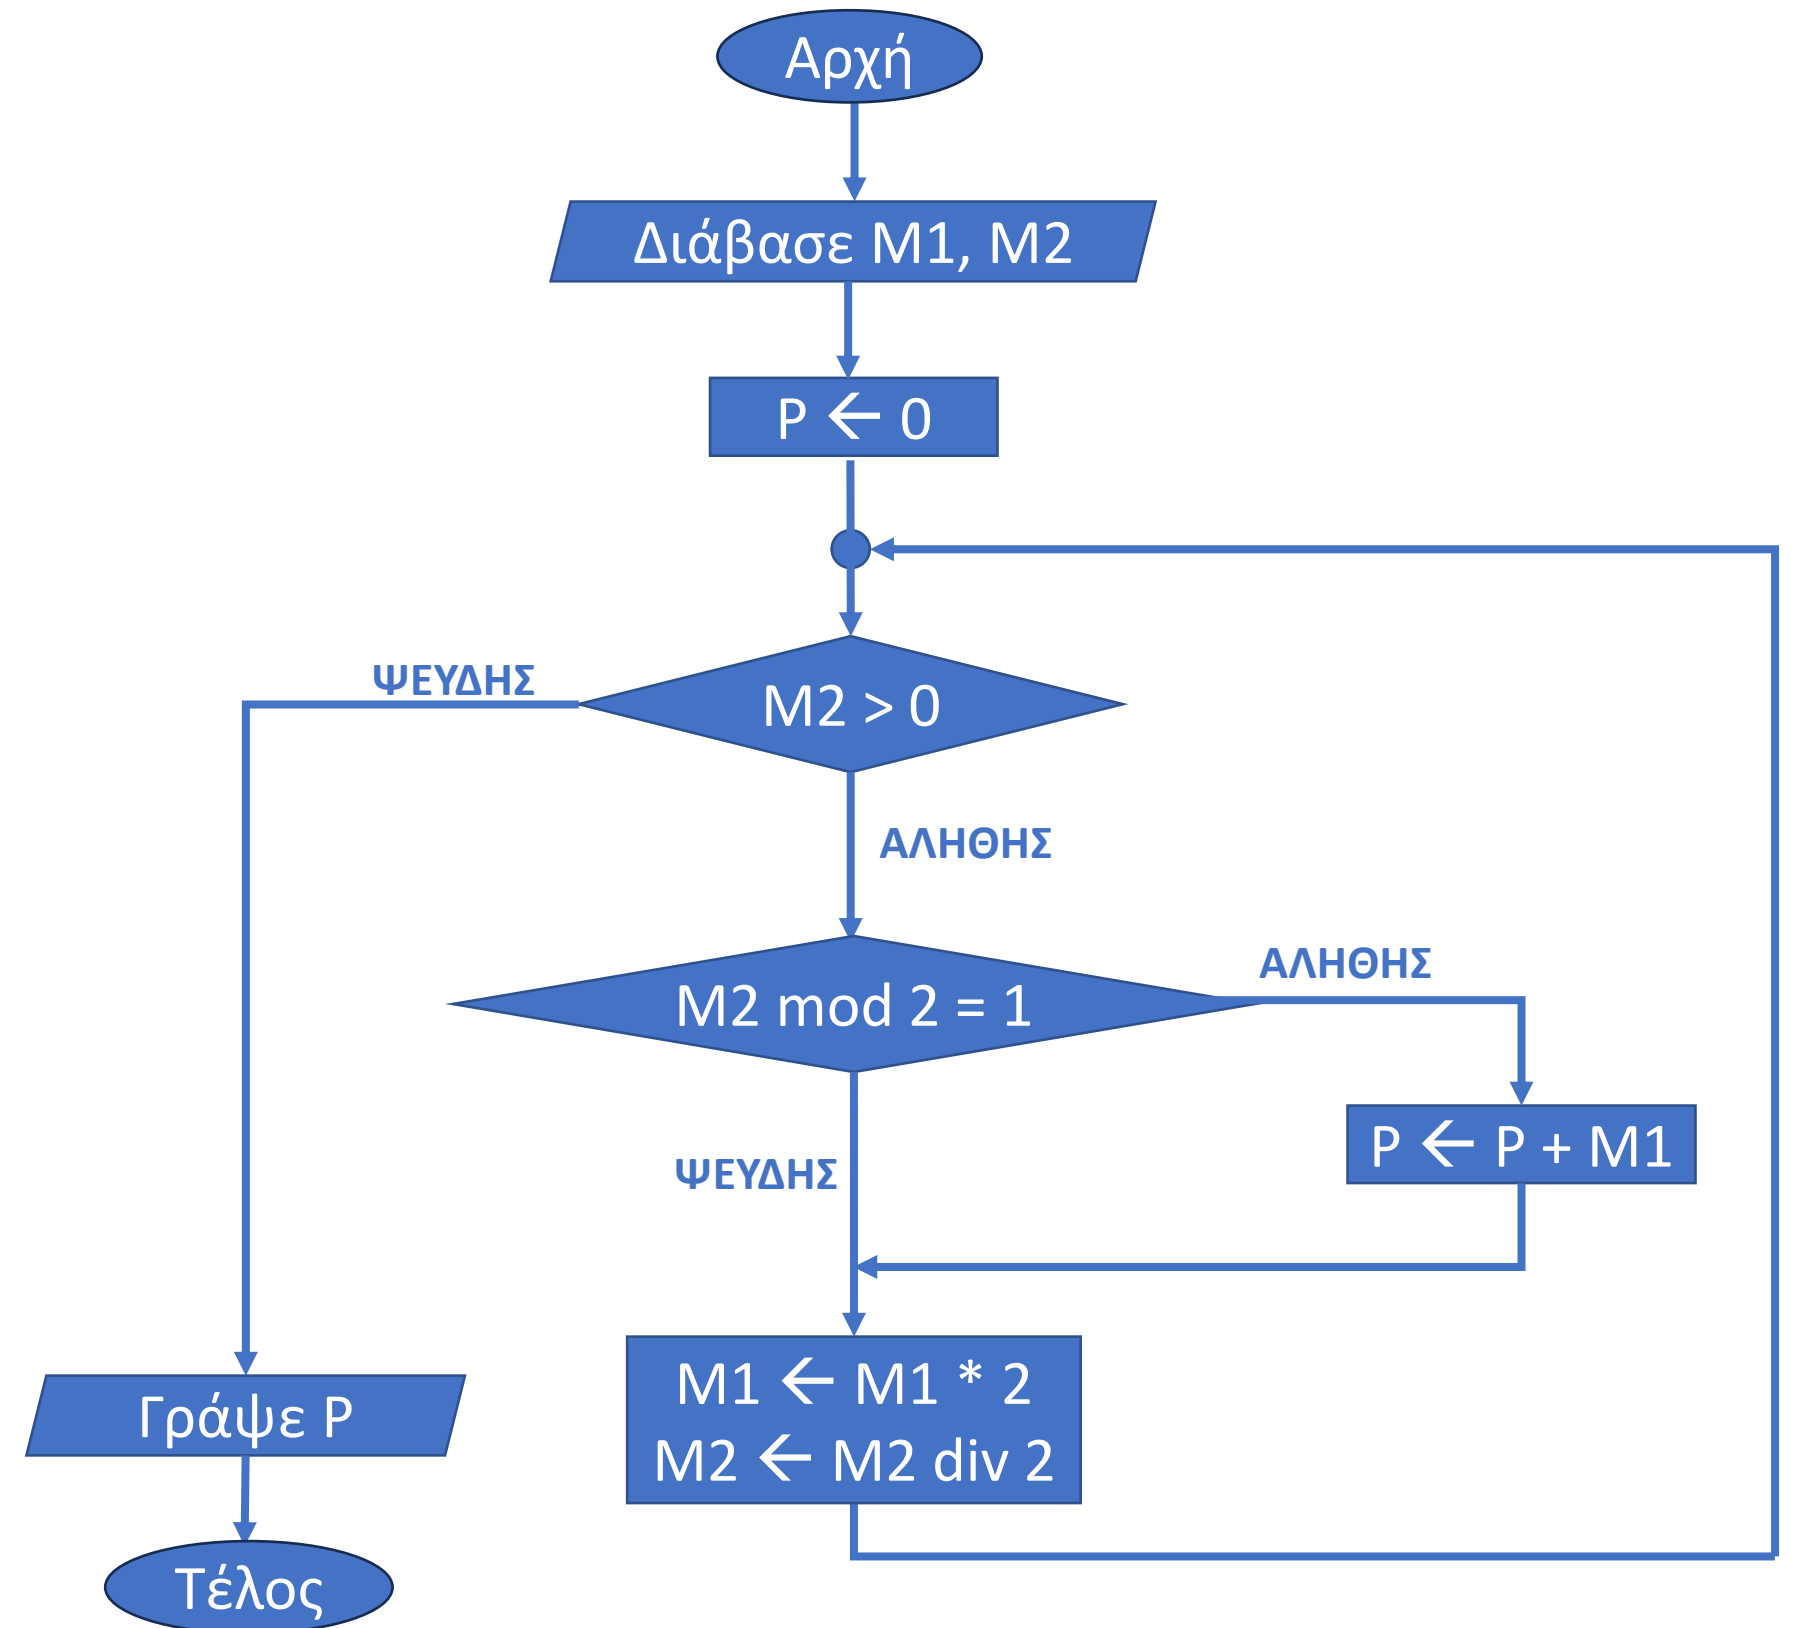 Αρχή
Διάβασε Μ1, Μ2
P ← 0
ΨΕΥΔΗΣ
M2 > 0
ΑΛΗΘΗΣ
ΑΛΗΘΗΣ
M2 mod 2 = 1
P ← P + M1
ΨΕΥΔΗΣ
M1 ← M1 * 2
M2 ← M2 div 2
Γράψε P
Τέλος